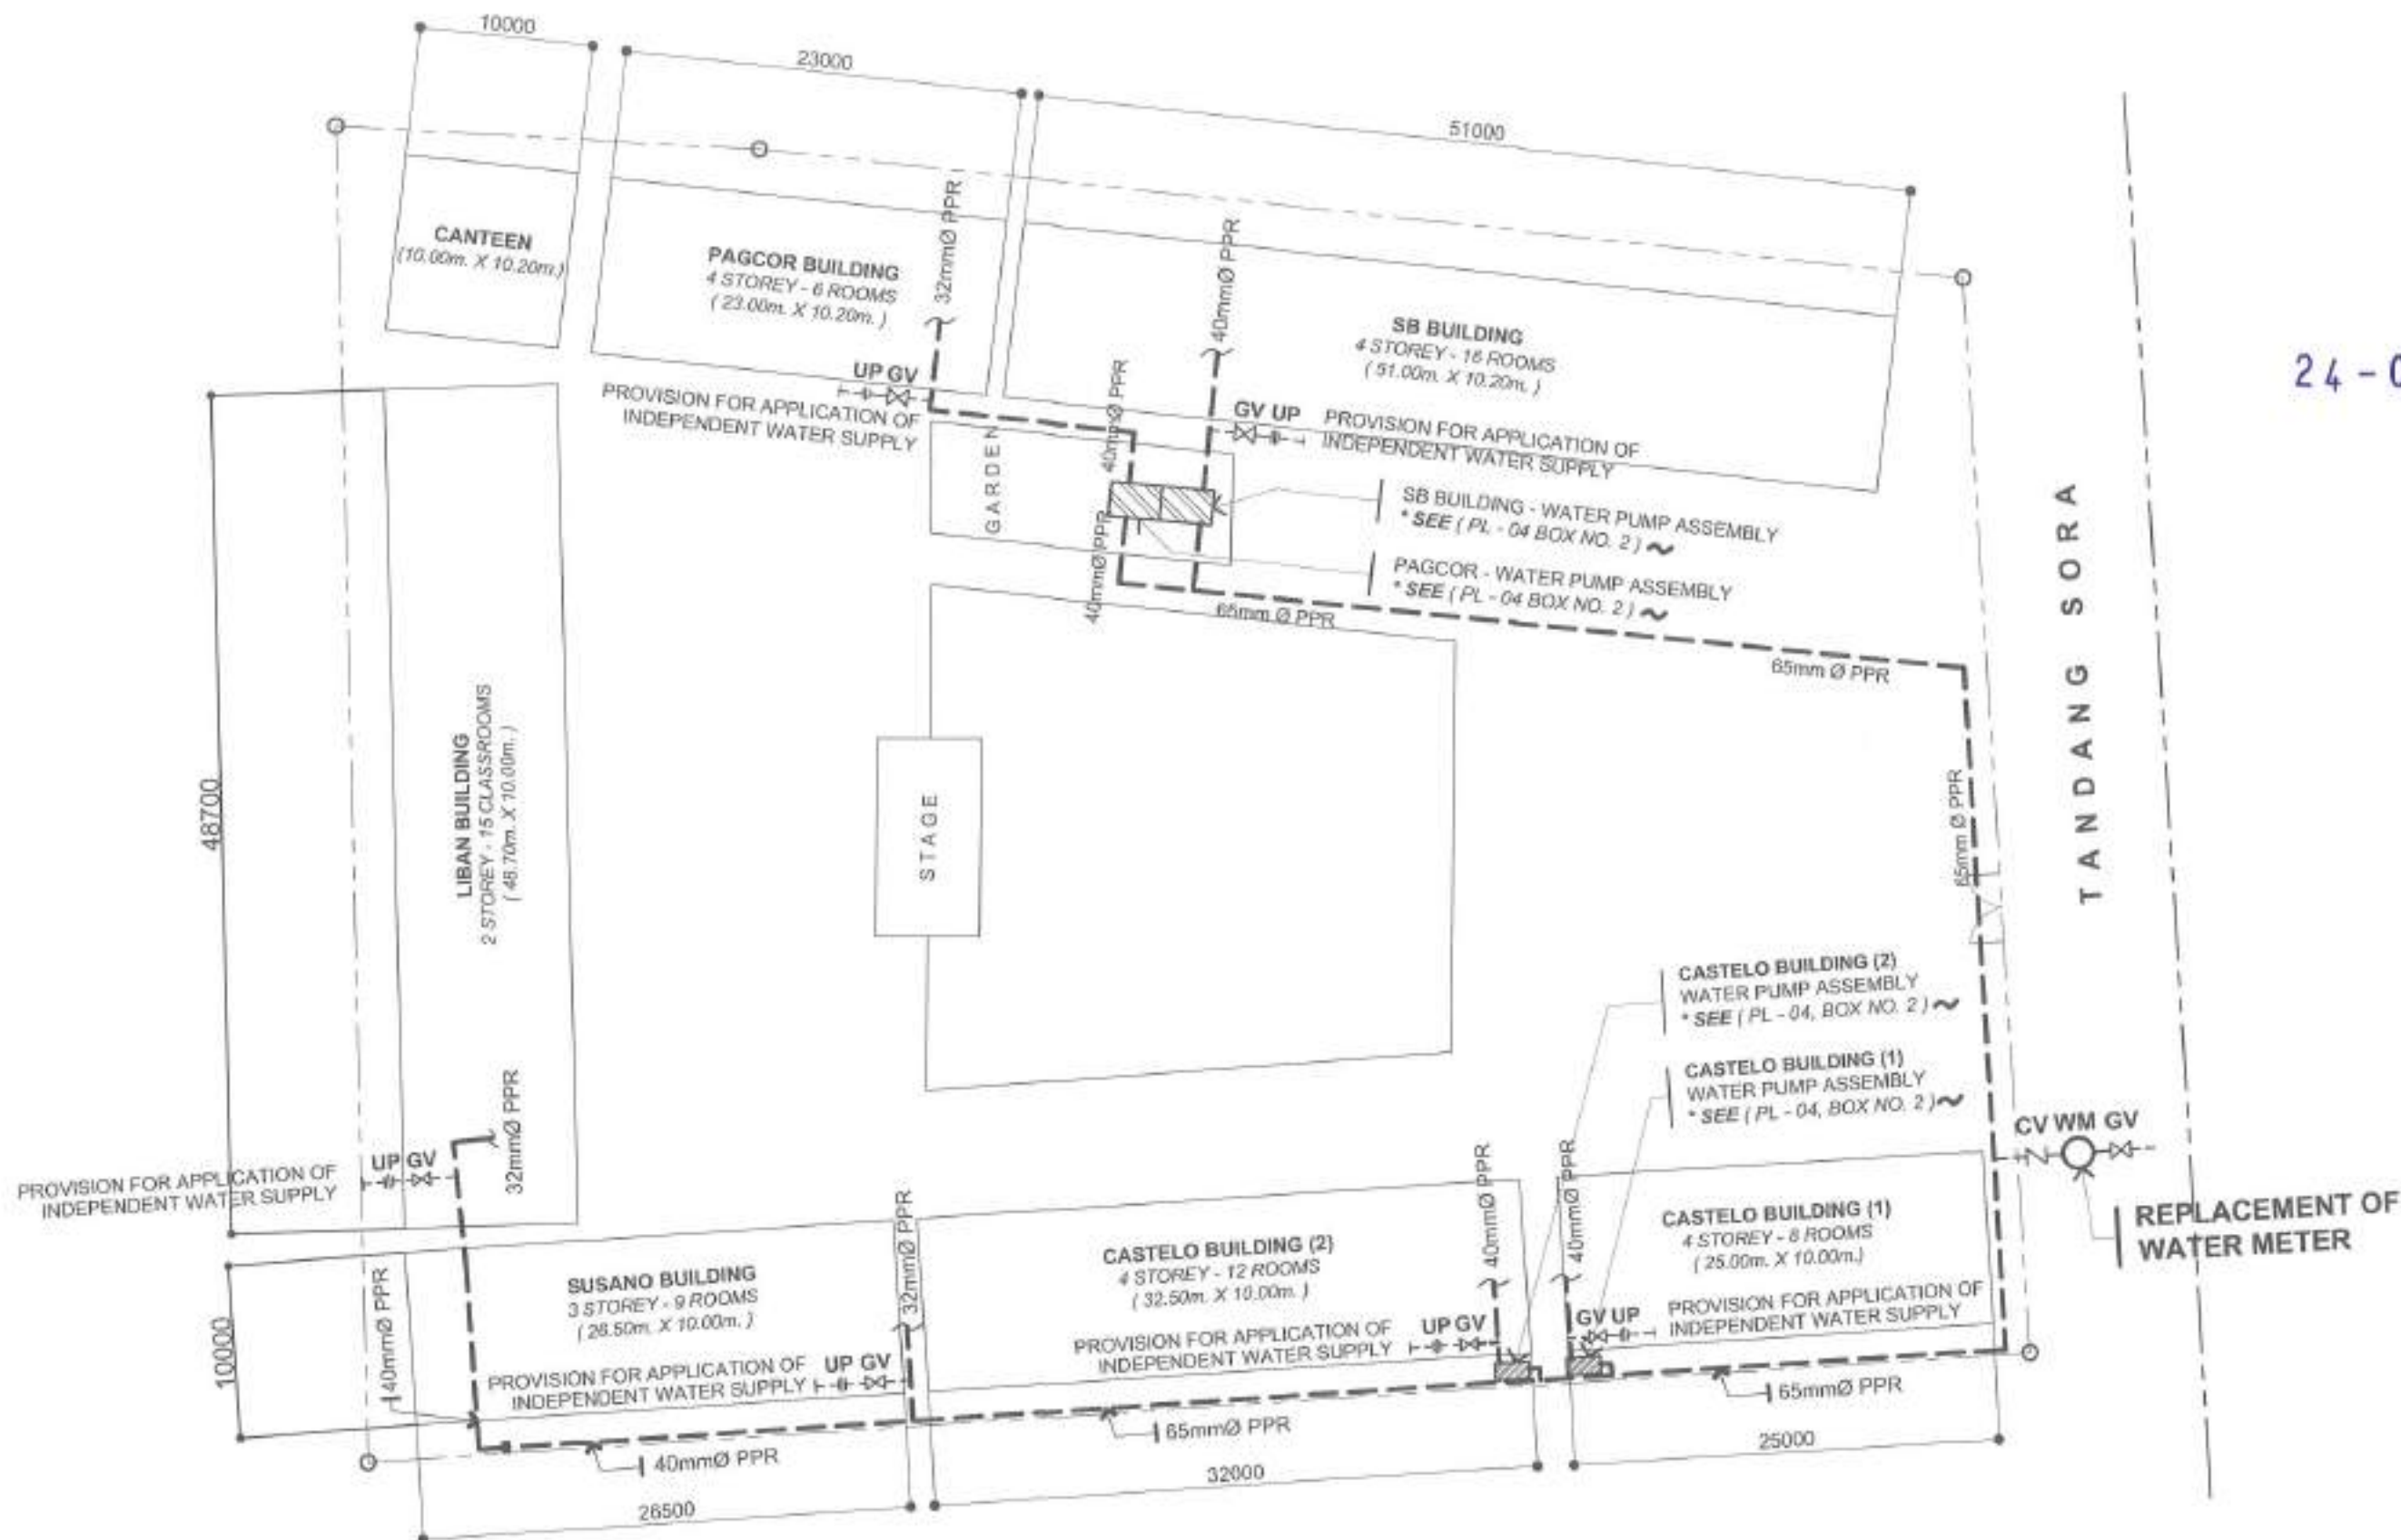 10000
23000
51000
CANTEEN
(10.00m. X 10.20m.)
PAGCOR BUILDING
4 STOREY - 6 ROOMS
( 23.00m. X 10.20m. )
32mmØ PPR
40mmØ PPR
SB BUILDING
4 STOREY - 16 ROOMS
( 51.00m. X 10.20m. )
24-0
UP GV
PROVISION FOR APPLICATION OF
INDEPENDENT WATER SUPPLY
40mmØ PPR
GV UP
PROVISION FOR APPLICATION OF
INDEPENDENT WATER SUPPLY
GARDEN
SB BUILDING - WATER PUMP ASSEMBLY
* SEE ( PL - 04 BOX NO. 2 )
PAGCOR - WATER PUMP ASSEMBLY
* SEE ( PL - 04 BOX NO. 2 )
40mmØ PPR
65mm Ø PPR
65mm Ø PPR
TANDANG SORA
48700
LIBAN BUILDING
2 STOREY - 15 CLASSROOMS
( 48.70m. X 10.00m. )
STAGE
65mm Ø PPR
CASTELO BUILDING (2)
WATER PUMP ASSEMBLY
* SEE ( PL - 04, BOX NO. 2 )
CASTELO BUILDING (1)
WATER PUMP ASSEMBLY
* SEE ( PL - 04, BOX NO. 2 )
CV WM GV
REPLACEMENT OF
WATER METER
32mmØ PPR
UP GV
PROVISION FOR APPLICATION OF
INDEPENDENT WATER SUPPLY
10000
40mmØ PPR
SUSANO BUILDING
3 STOREY - 9 ROOMS
( 26.50m. X 10.00m. )
PROVISION FOR APPLICATION OF
INDEPENDENT WATER SUPPLY
UP GV
32mmØ PPR
CASTELO BUILDING (2)
4 STOREY - 12 ROOMS
( 32.50m. X 10.00m. )
PROVISION FOR APPLICATION OF
INDEPENDENT WATER SUPPLY
UP GV
40mmØ PPR
40mmØ PPR
CASTELO BUILDING (1)
4 STOREY - 8 ROOMS
( 25.00m. X 10.00m.)
GV UP
PROVISION FOR APPLICATION OF
INDEPENDENT WATER SUPPLY
40mmØ PPR
65mmØ PPR
65mmØ PPR
26500
32000
25000